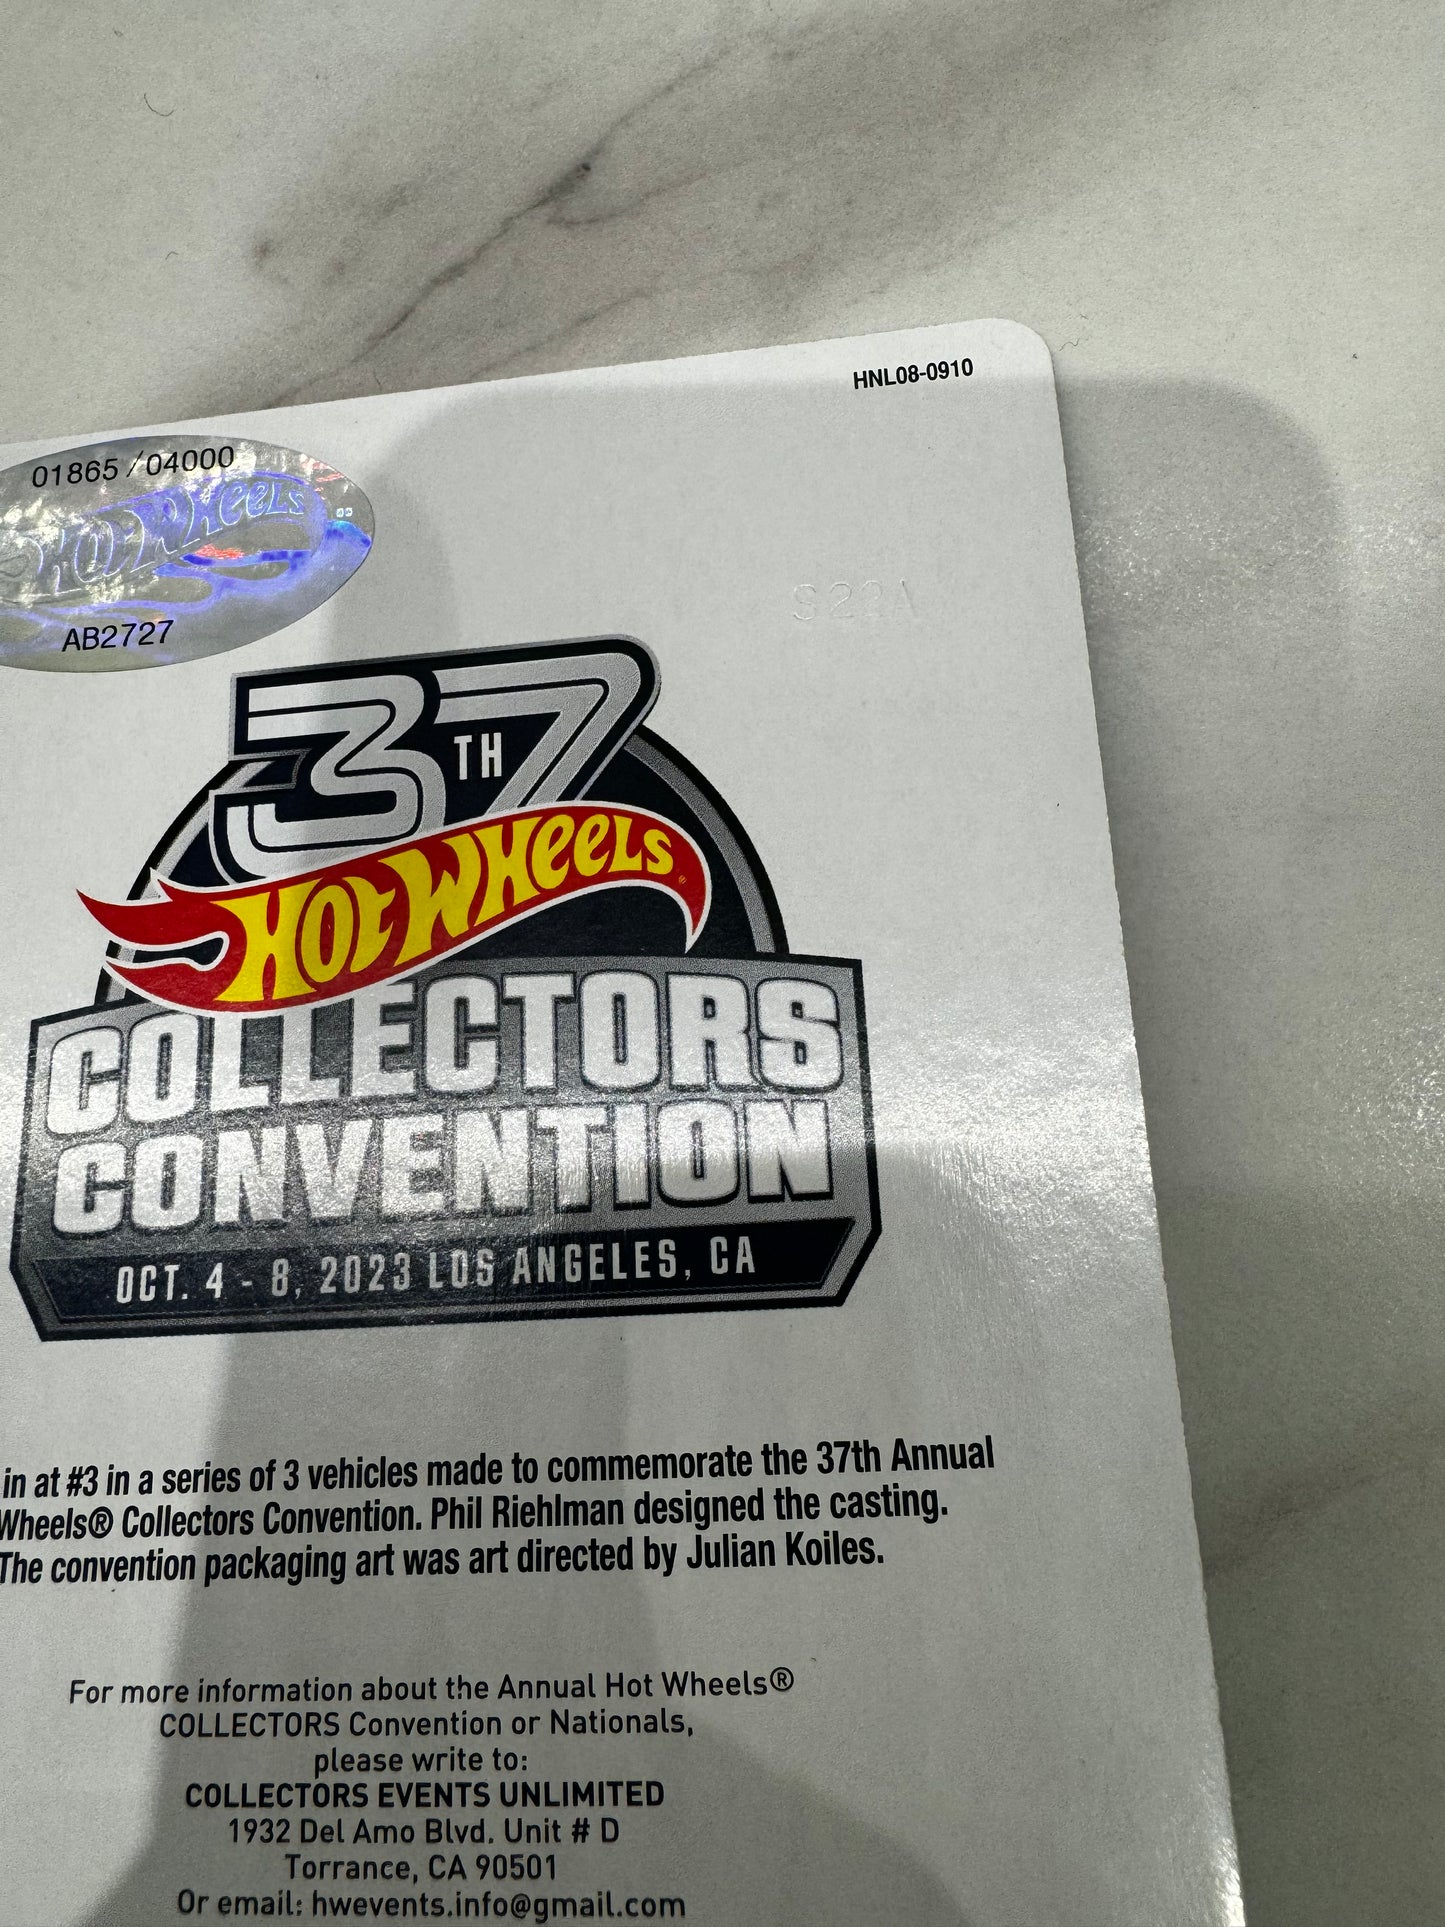 HNL08-0910
01865/04000
Hot Wheels
AB2727
S22A
37TH
Hot Wheels
COLLECTORS
CONVENTION
OCT. 4 - 8, 2023 LOS ANGELES, CA
in at #3 in a series of 3 vehicles made to commemorate the 37th Annual
Wheels® Collectors Convention. Phil Riehlman designed the casting.
The convention packaging art was art directed by Julian Koiles.
For more information about the Annual Hot Wheels®
COLLECTORS Convention or Nationals,
please write to:
COLLECTORS EVENTS UNLIMITED
1932 Del Amo Blvd. Unit # D
Torrance, CA 90501
Or email: hwevents.info@gmail.com